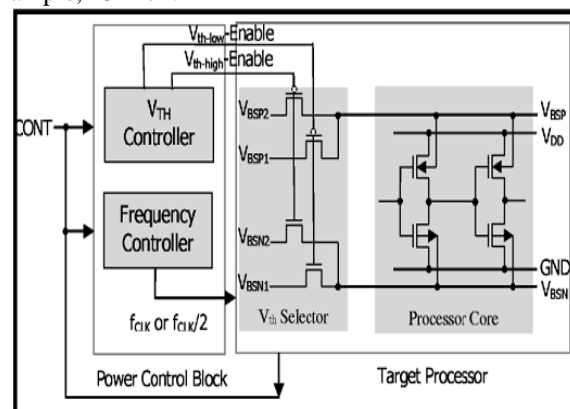 Vth-low-Enable
Vth-high-Enable
VTH
Controller
CONT
VBSP2
VBSP
VDD
VBSP1
Frequency
Controller
VBSN2
VBSN1
GND
VBSN
fCLK or fCLK/2
Vth Selector
Processor Core
Power Control Block
Target Processor